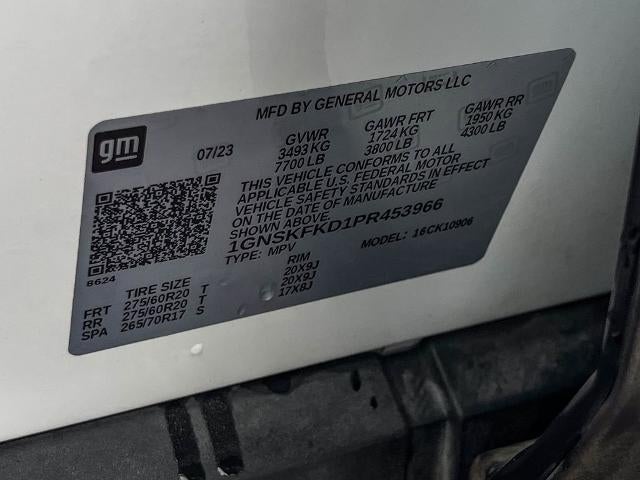 MFD BY GENERAL MOTORS LLC
gm
07/23
GVWR
3493 KG
7700 LB
GAWR FRT
1724 KG
3800 LB
GAWR RR
1950 KG
4300 LB
THIS VEHICLE CONFORMS TO ALL
APPLICABLE U.S. FEDERAL MOTOR
VEHICLE SAFETY STANDARDS IN EFFECT
ON THE DATE OF MANUFACTURE
SHOWN ABOVE.
1GNSKFKD1PR453966
TYPE: MPV
MODEL: 16CK10906
B624
TIRE SIZE RIM
FRT 275/60R20 T 20X9J
RR 275/60R20 T 20X9J
SPA 265/70R17 S 17X8J